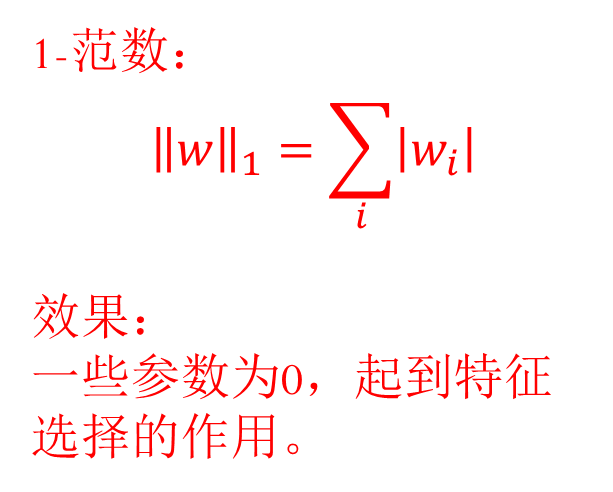 1-范数：
‖w‖₁ = ∑ᵢ|wᵢ|
效果：
一些参数为0，起到特征
选择的作用。